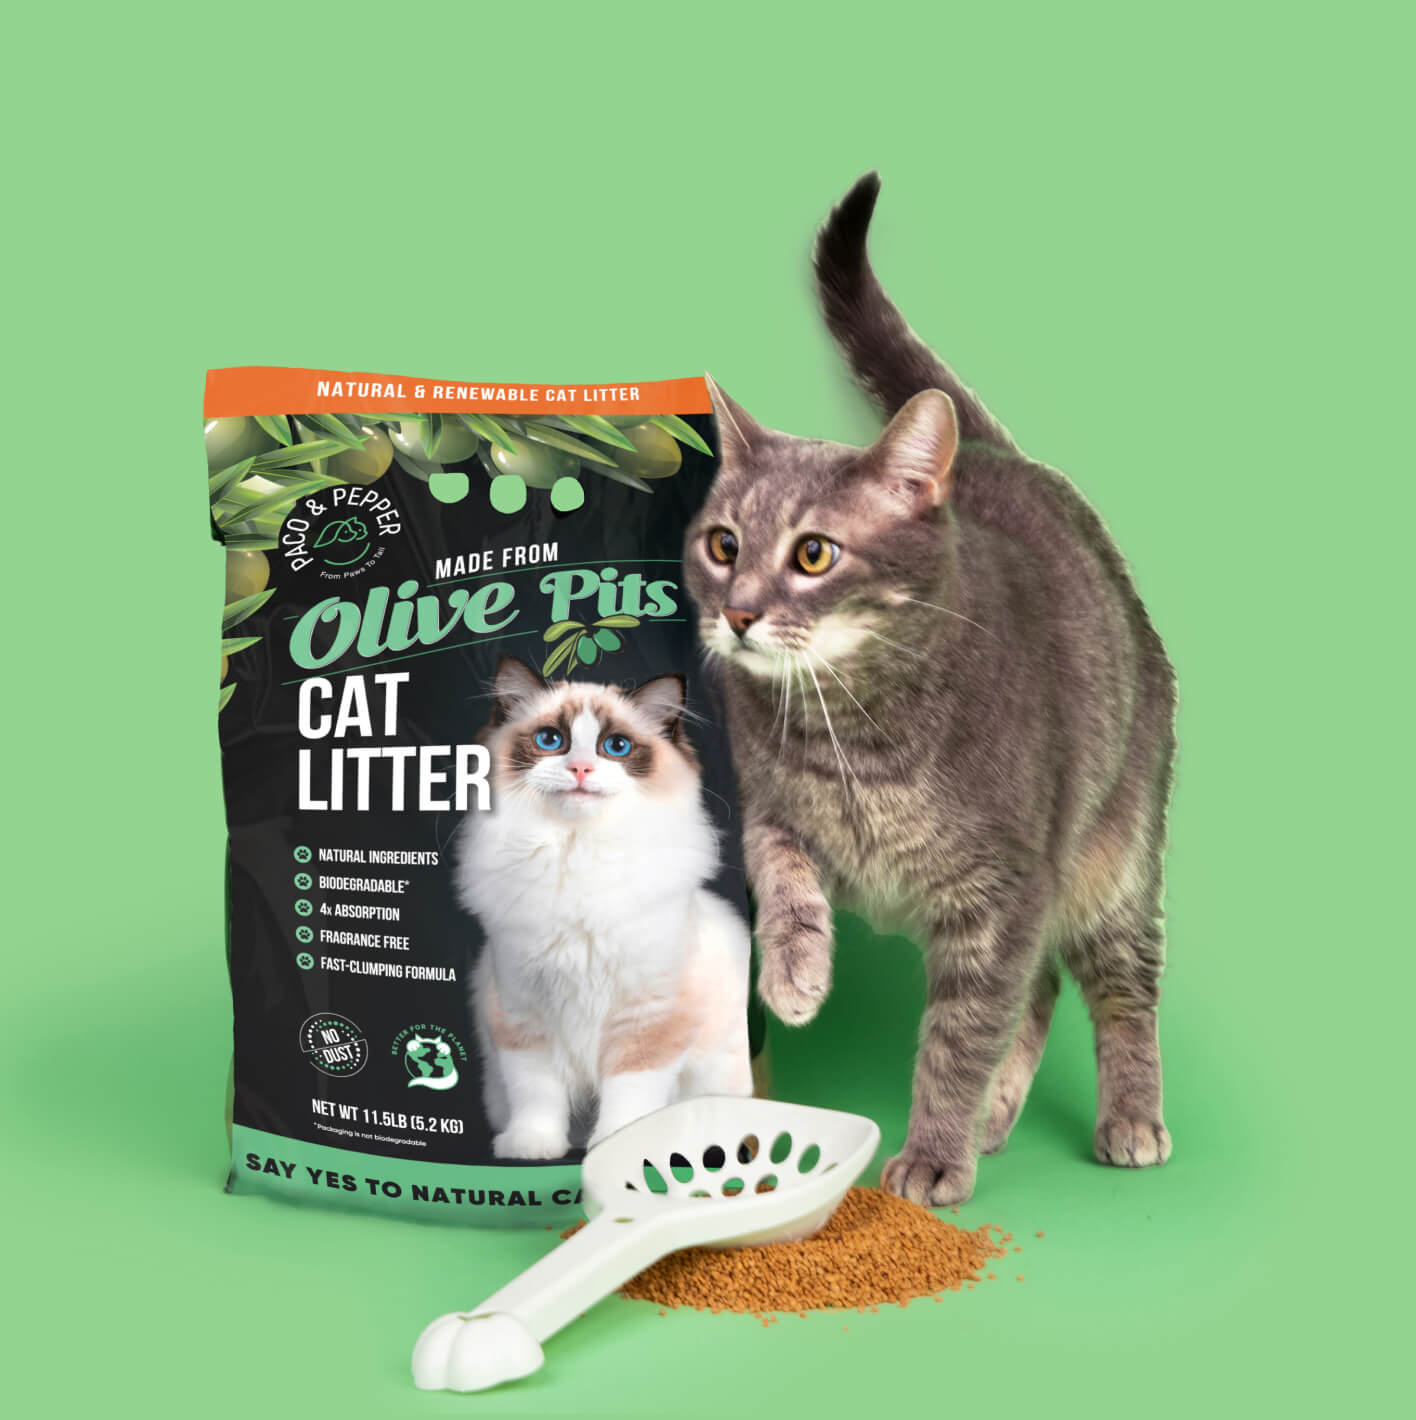 NATURAL & RENEWABLE CAT LITTER
PACO & PEPPER
From Paws To Tail
MADE FROM
Olive Pits
CAT
LITTER
NATURAL INGREDIENTS
BIODEGRADABLE*
4x ABSORPTION
FRAGRANCE FREE
FAST-CLUMPING FORMULA
NO
DUST
BETTER FOR THE PLANET
NET WT 11.5LB (5.2 KG)
*Packaging is not biodegradable
SAY YES TO NATURAL